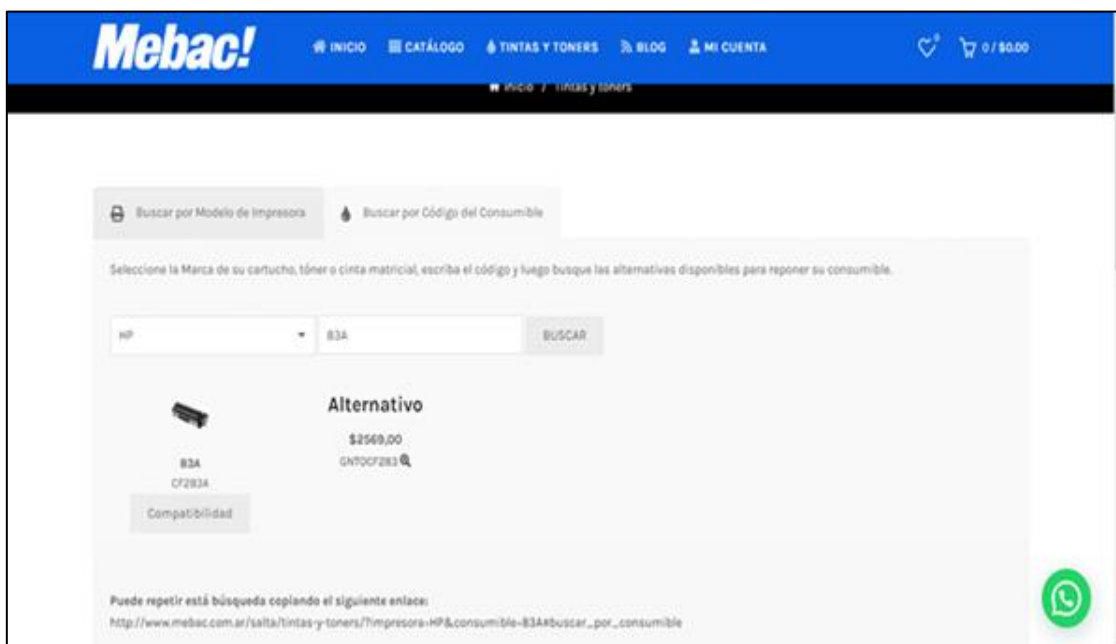 Mebac!
INICIO CATÁLOGO TINTAS Y TONERS BLOG MI CUENTA 0 0 / $0.00
Inicio / Tintas y toners
Buscar por Modelo de Impresora Buscar por Código del Consumible
Seleccione la Marca de su cartucho, tóner o cinta matricial, escriba el código y luego busque las alternativas disponibles para reponer su consumible.
HP 83A BUSCAR
Alternativo
$2569,00
GNTOCF283
83A
CF283A
Compatibilidad
Puede repetir está búsqueda copiando el siguiente enlace:
http://www.mebac.com.ar/salta/tintas-y-toners/?impresora=HP&consumible=83A#buscar_por_consumible